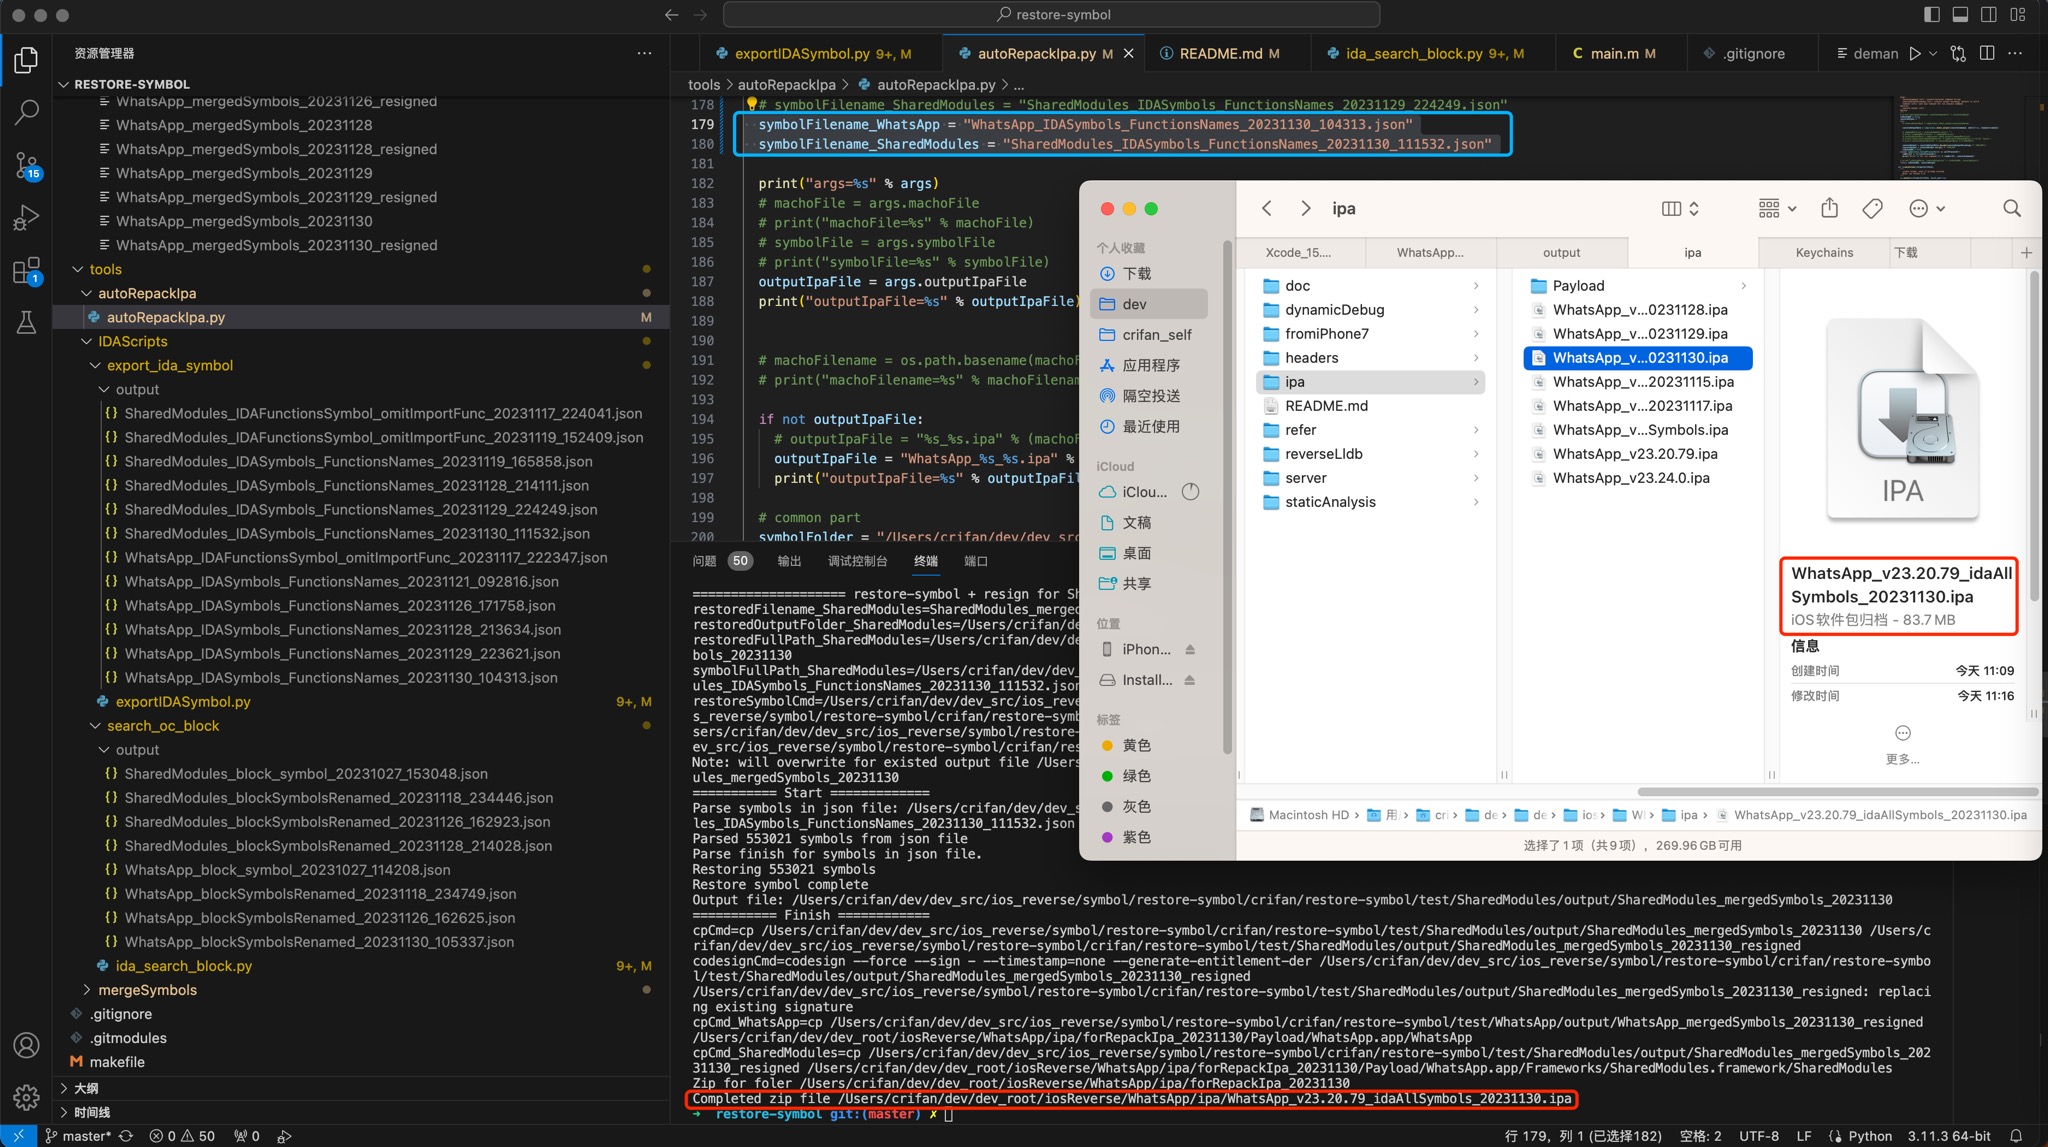 restore-symbol
资源管理器
RESTORE-SYMBOL
WhatsApp_mergedSymbols_20231126_resigned
WhatsApp_mergedSymbols_20231128
WhatsApp_mergedSymbols_20231128_resigned
WhatsApp_mergedSymbols_20231129
WhatsApp_mergedSymbols_20231129_resigned
WhatsApp_mergedSymbols_20231130
WhatsApp_mergedSymbols_20231130_resigned
tools
autoRepackIpa
autoRepackIpa.py M
IDAScripts
export_ida_symbol
output
SharedModules_IDAFunctionsSymbol_omitImportFunc_20231117_224041.json
SharedModules_IDAFunctionsSymbol_omitImportFunc_20231119_152409.json
SharedModules_IDASymbols_FunctionsNames_20231119_165858.json
SharedModules_IDASymbols_FunctionsNames_20231128_214111.json
SharedModules_IDASymbols_FunctionsNames_20231129_224249.json
SharedModules_IDASymbols_FunctionsNames_20231130_111532.json
WhatsApp_IDAFunctionsSymbol_omitImportFunc_20231117_222347.json
WhatsApp_IDASymbols_FunctionsNames_20231121_092816.json
WhatsApp_IDASymbols_FunctionsNames_20231126_171758.json
WhatsApp_IDASymbols_FunctionsNames_20231128_213634.json
WhatsApp_IDASymbols_FunctionsNames_20231129_223621.json
WhatsApp_IDASymbols_FunctionsNames_20231130_104313.json
exportIDASymbol.py 9+, M
search_oc_block
output
SharedModules_block_symbol_20231027_153048.json
SharedModules_blockSymbolsRenamed_20231118_234446.json
SharedModules_blockSymbolsRenamed_20231126_162923.json
SharedModules_blockSymbolsRenamed_20231128_214028.json
WhatsApp_block_symbol_20231027_114208.json
WhatsApp_blockSymbolsRenamed_20231118_234749.json
WhatsApp_blockSymbolsRenamed_20231126_162625.json
WhatsApp_blockSymbolsRenamed_20231130_105337.json
ida_search_block.py 9+, M
mergeSymbols
.gitignore
.gitmodules
M makefile
大纲
时间线
15
1
exportIDASymbol.py 9+, M autoRepackIpa.py M README.md M ida_search_block.py 9+, M C main.m M .gitignore deman
tools > autoRepackIpa > autoRepackIpa.py > ...
178 # symbolFilename_SharedModules = "SharedModules_IDASymbols_FunctionsNames_20231129_224249.json"
179 symbolFilename_WhatsApp = "WhatsApp_IDASymbols_FunctionsNames_20231130_104313.json"
180 symbolFilename_SharedModules = "SharedModules_IDASymbols_FunctionsNames_20231130_111532.json"
181
182 print("args=%s" % args)
183 # machoFile = args.machoFile
184 # print("machoFile=%s" % machoFile)
185 # symbolFile = args.symbolFile
186 # print("symbolFile=%s" % symbolFile)
187 outputIpaFile = args.outputIpaFile
188 print("outputIpaFile=%s" % outputIpaFile)
189
190
191 # machoFilename = os.path.basename(machoF
192 # print("machoFilename=%s" % machoFilenam
193
194 if not outputIpaFile:
195 # outputIpaFile = "%s_%s.ipa" % (machoF
196 outputIpaFile = "WhatsApp_%s_%s.ipa" %
197 print("outputIpaFile=%s" % outputIpaFil
198
199 # common part
200 symbolFolder = "/Users/crifan/dev/dev_src
问题 50 输出 调试控制台 终端 端口
==================== restore-symbol + resign for Sh
restoredFilename_SharedModules=SharedModules_merged
restoredOutputFolder_SharedModules=/Users/crifan/de
restoredFullPath_SharedModules=/Users/crifan/dev/de
bols_20231130
symbolFullPath_SharedModules=/Users/crifan/dev/dev_
ules_IDASymbols_FunctionsNames_20231130_111532.json
restoreSymbolCmd=/Users/crifan/dev/dev_src/ios_reve
s_reverse/symbol/restore-symbol/crifan/restore-symb
sers/crifan/dev/dev_src/ios_reverse/symbol/restore-
ev_src/ios_reverse/symbol/restore-symbol/crifan/res
Note: will overwrite for existed output file /Users
ules_mergedSymbols_20231130
=========== Start =============
Parse symbols in json file: /Users/crifan/dev/dev_s
les_IDASymbols_FunctionsNames_20231130_111532.json
Parsed 553021 symbols from json file
Parse finish for symbols in json file.
Restoring 553021 symbols
Restore symbol complete
Output file: /Users/crifan/dev/dev_src/ios_reverse/symbol/restore-symbol/crifan/restore-symbol/test/SharedModules/output/SharedModules_mergedSymbols_20231130
=========== Finish ============
cpCmd=cp /Users/crifan/dev/dev_src/ios_reverse/symbol/restore-symbol/crifan/restore-symbol/test/SharedModules/output/SharedModules_mergedSymbols_20231130 /Users/c
rifan/dev/dev_src/ios_reverse/symbol/restore-symbol/crifan/restore-symbol/test/SharedModules/output/SharedModules_mergedSymbols_20231130_resigned
codesignCmd=codesign --force --sign - --timestamp=none --generate-entitlement-der /Users/crifan/dev/dev_src/ios_reverse/symbol/restore-symbol/crifan/restore-symbo
l/test/SharedModules/output/SharedModules_mergedSymbols_20231130_resigned
/Users/crifan/dev/dev_src/ios_reverse/symbol/restore-symbol/crifan/restore-symbol/test/SharedModules/output/SharedModules_mergedSymbols_20231130_resigned: replaci
ng existing signature
cpCmd_WhatsApp=cp /Users/crifan/dev/dev_src/ios_reverse/symbol/restore-symbol/crifan/restore-symbol/test/WhatsApp/output/WhatsApp_mergedSymbols_20231130_resigned
/Users/crifan/dev/dev_root/iosReverse/WhatsApp/ipa/forRepackIpa_20231130/Payload/WhatsApp.app/WhatsApp
cpCmd_SharedModules=cp /Users/crifan/dev/dev_src/ios_reverse/symbol/restore-symbol/crifan/restore-symbol/test/SharedModules/output/SharedModules_mergedSymbols_202
31130_resigned /Users/crifan/dev/dev_root/iosReverse/WhatsApp/ipa/forRepackIpa_20231130/Payload/WhatsApp.app/Frameworks/SharedModules.framework/SharedModules
Zip for foler /Users/crifan/dev/dev_root/iosReverse/WhatsApp/ipa/forRepackIpa_20231130
Completed zip file /Users/crifan/dev/dev_root/iosReverse/WhatsApp/ipa/WhatsApp_v23.20.79_idaAllSymbols_20231130.ipa
➜ restore-symbol git:(master) ✗
ipa
个人收藏
下载
dev
crifan_self
应用程序
隔空投送
最近使用
iCloud
iClou...
文稿
桌面
共享
位置
iPhon...
Install...
标签
黄色
绿色
灰色
紫色
Xcode_15.... WhatsApp... output ipa Keychains 下载
doc
dynamicDebug
fromiPhone7
headers
ipa
README.md
refer
reverseLldb
server
staticAnalysis
Payload
WhatsApp_v...0231128.ipa
WhatsApp_v...0231129.ipa
WhatsApp_v...0231130.ipa
WhatsApp_v...20231115.ipa
WhatsApp_v...20231117.ipa
WhatsApp_v...Symbols.ipa
WhatsApp_v23.20.79.ipa
WhatsApp_v23.24.0.ipa
IPA
WhatsApp_v23.20.79_idaAll
Symbols_20231130.ipa
iOS软件包归档 - 83.7 MB
信息
创建时间 今天 11:09
修改时间 今天 11:16
更多...
Macintosh HD > 用 > cri > de > de > ios > W > ipa > WhatsApp_v23.20.79_idaAllSymbols_20231130.ipa
选择了1项（共9项），269.96 GB可用
master* 0 50 0
行 179，列 1 (已选择182) 空格: 2 UTF-8 LF Python 3.11.3 64-bit